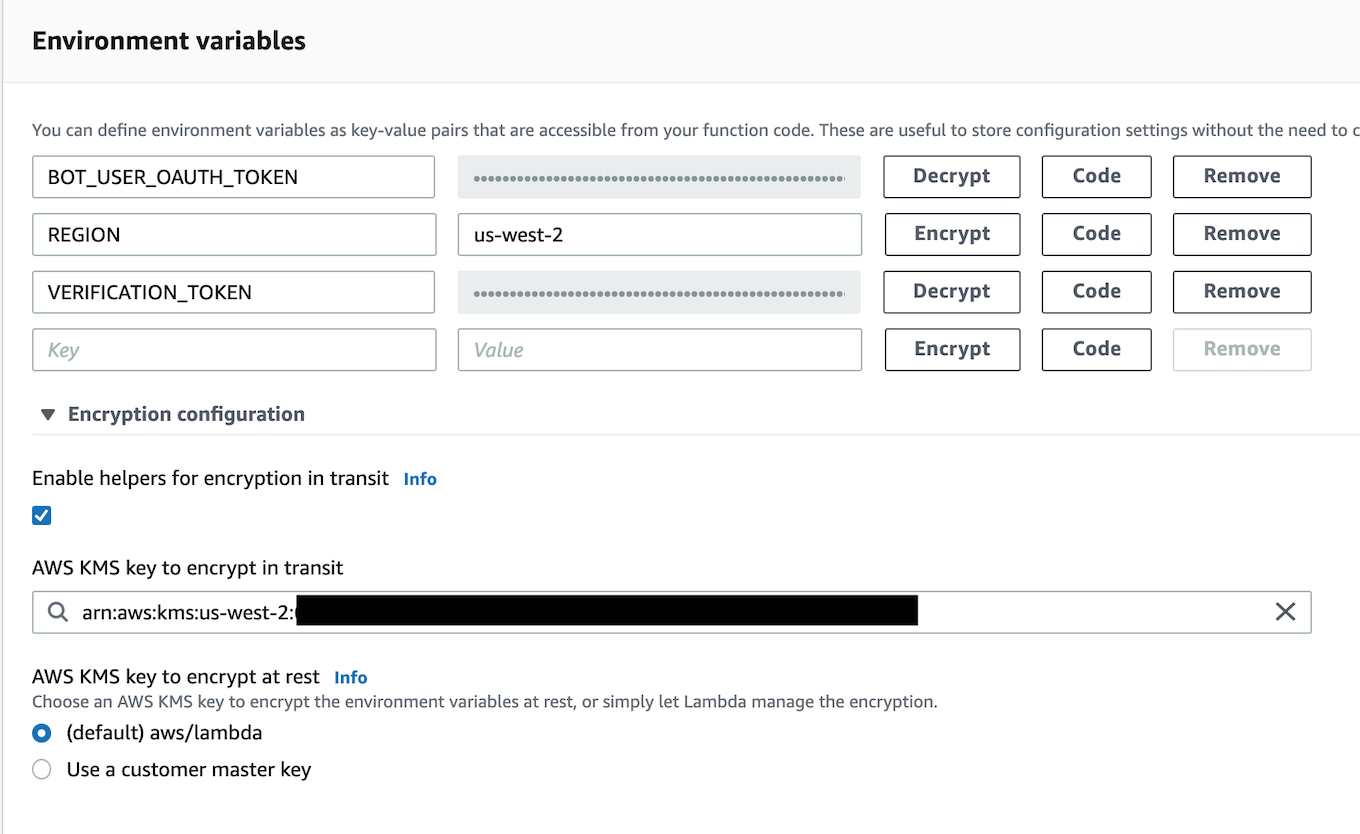 Environment variables
You can define environment variables as key-value pairs that are accessible from your function code. These are useful to store configuration settings without the need to c
BOT_USER_OAUTH_TOKEN Decrypt Code Remove
REGION us-west-2 Encrypt Code Remove
VERIFICATION_TOKEN Decrypt Code Remove
Key Value Encrypt Code Remove
Encryption configuration
Enable helpers for encryption in transit Info
AWS KMS key to encrypt in transit
arn:aws:kms:us-west-2:
AWS KMS key to encrypt at rest Info
Choose an AWS KMS key to encrypt the environment variables at rest, or simply let Lambda manage the encryption.
(default) aws/lambda
Use a customer master key